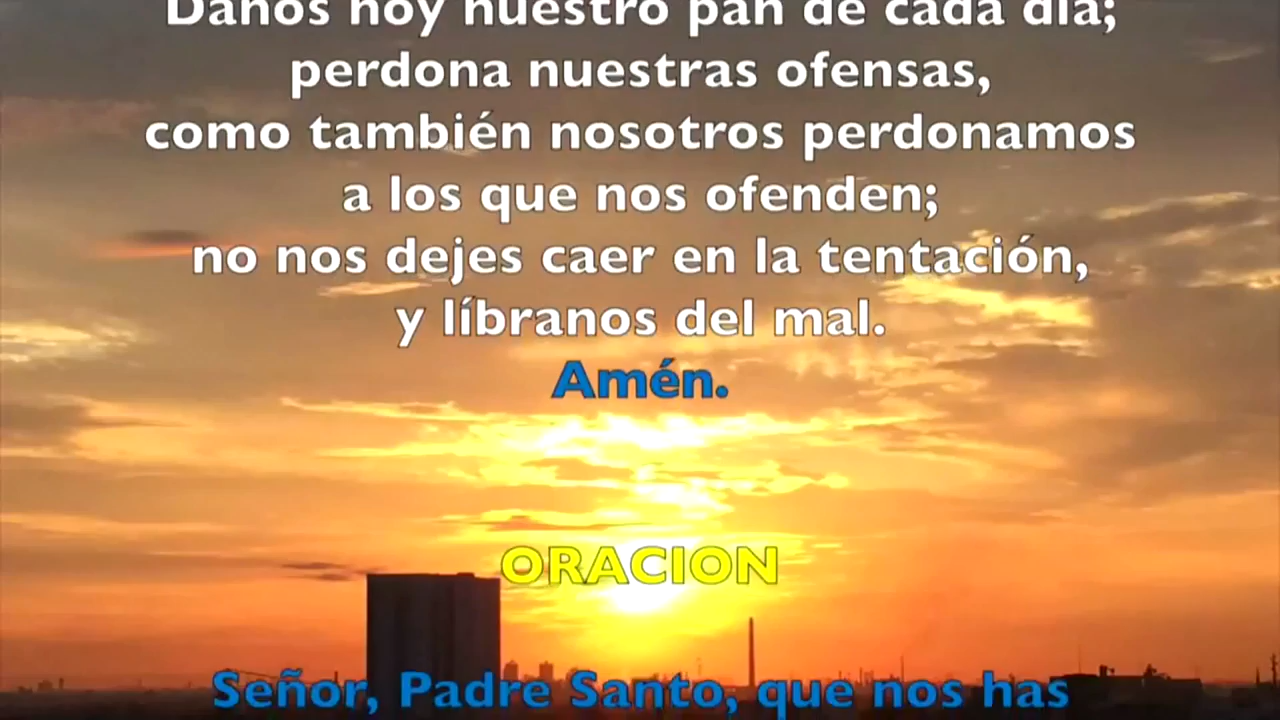 Danos hoy nuestro pan de cada día;
perdona nuestras ofensas,
como también nosotros perdonamos
a los que nos ofenden;
no nos dejes caer en la tentación,
y líbranos del mal.
Amén.
ORACION
Señor, Padre Santo, que nos has